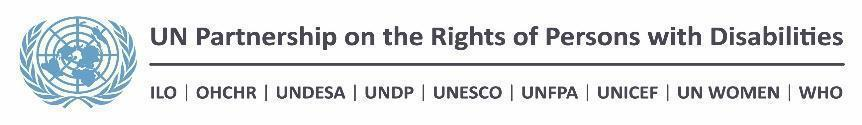 UN Partnership on the Rights of Persons with Disabilities
ILO | OHCHR | UNDESA | UNDP | UNESCO | UNFPA | UNICEF | UN WOMEN | WHO